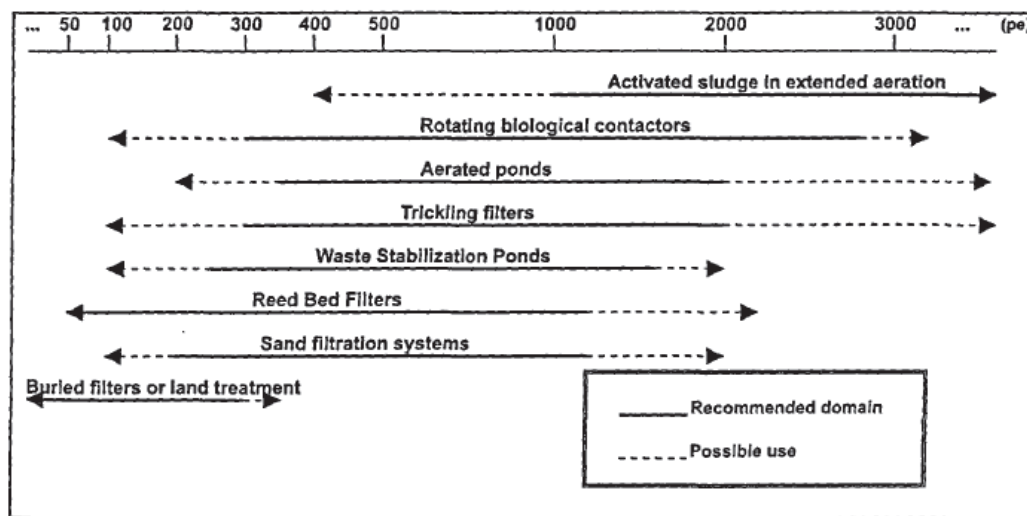 ... 50 100 200 300 400 500 1000 2000 3000 ... (pe)
Activated sludge in extended aeration
Rotating biological contactors
Aerated ponds
Trickling filters
Waste Stabilization Ponds
Reed Bed Filters
Sand filtration systems
Buried filters or land treatment
Recommended domain
Possible use